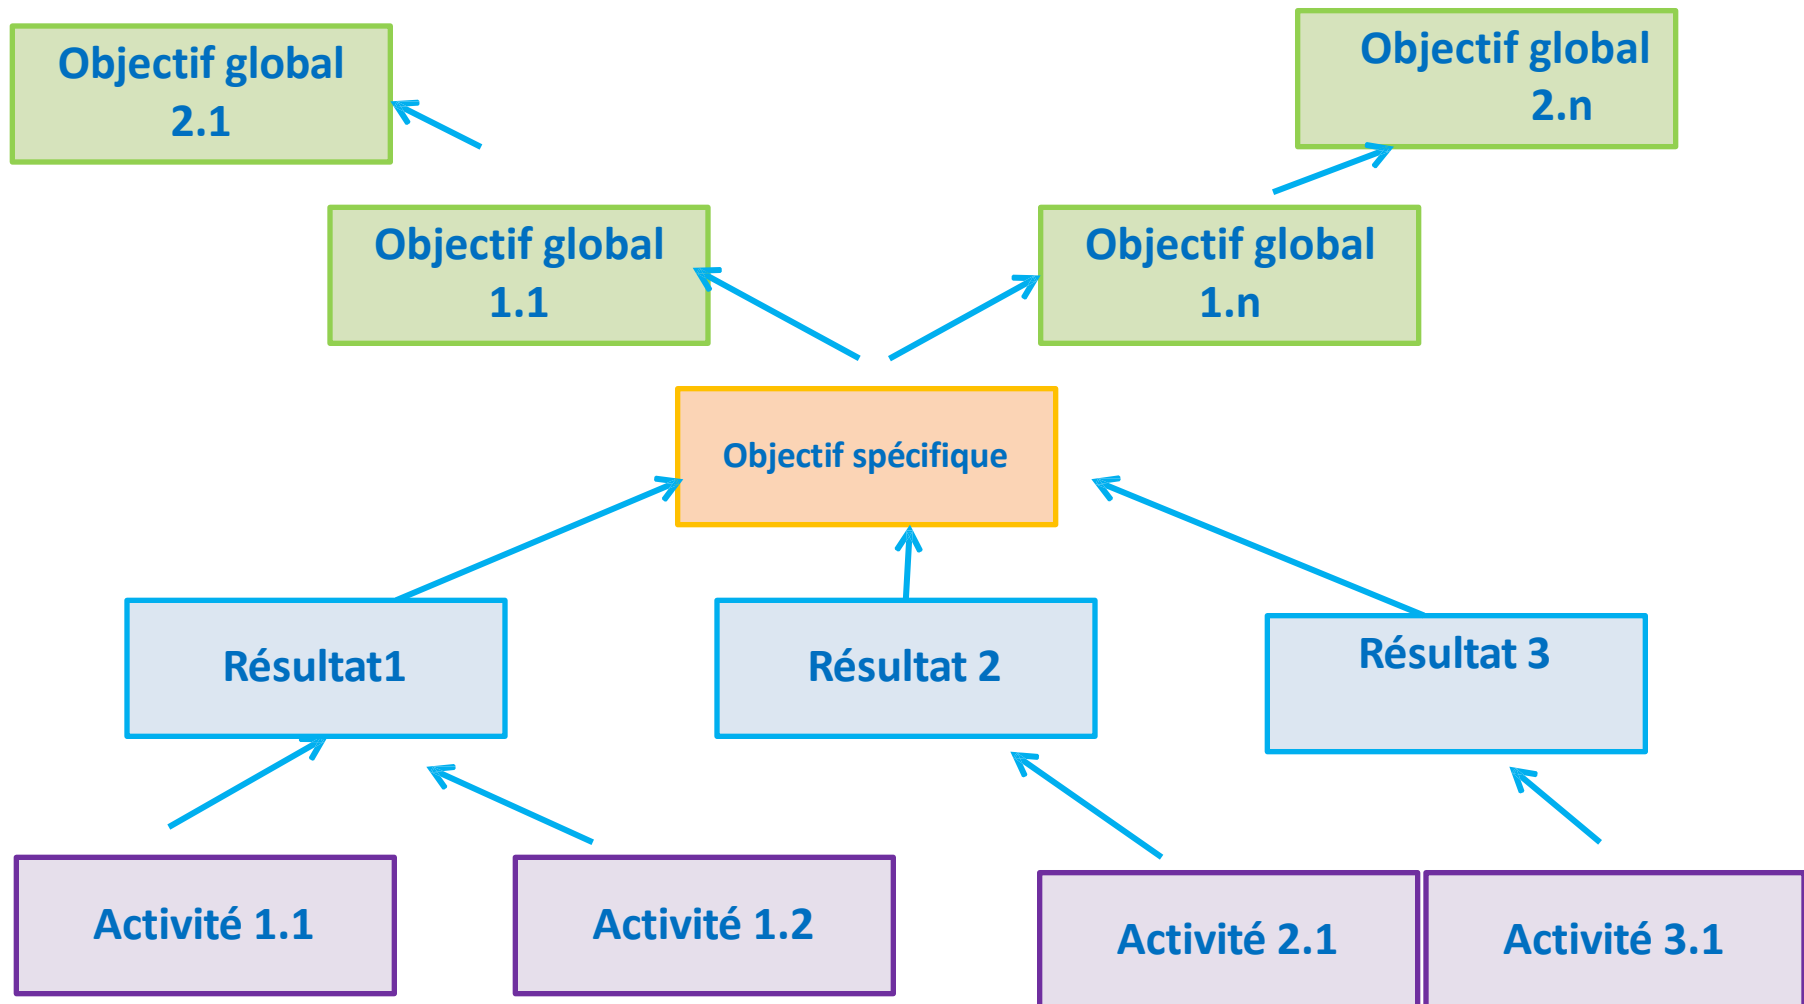 Objectif global
2.1
Objectif global
2.n
Objectif global
1.1
Objectif global
1.n
Objectif spécifique
Résultat1
Résultat 2
Résultat 3
Activité 1.1
Activité 1.2
Activité 2.1
Activité 3.1